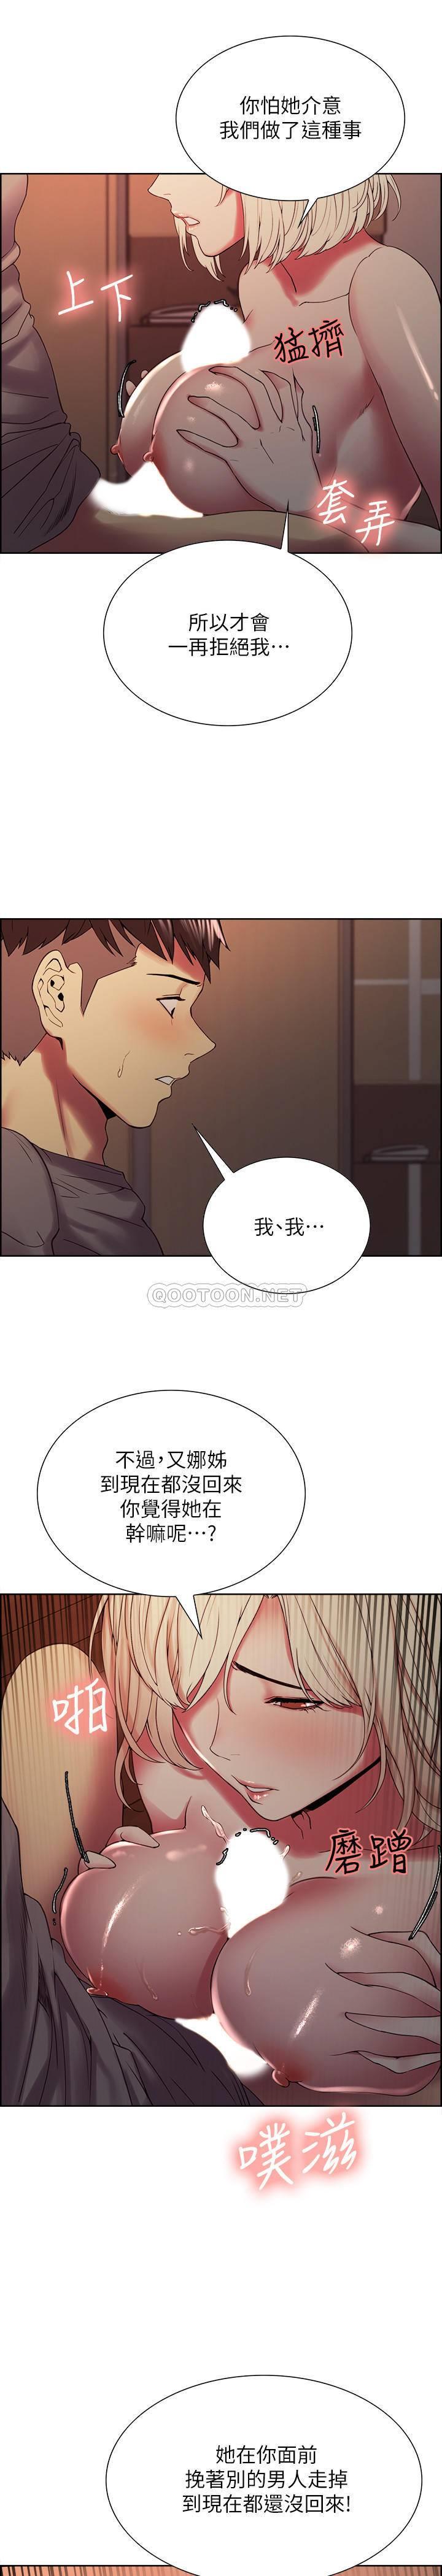 你怕她介意
我們做了這種事
上下
猛擠
套弄
所以才會
一再拒絕我…
我、我…
QOOTOON.NET
不過，又娜姊
到現在都沒回來
你覺得她在
幹嘛呢…?
啪
磨蹭
噗滋
她在你面前
挽著別的男人走掉
到現在都還沒回來!